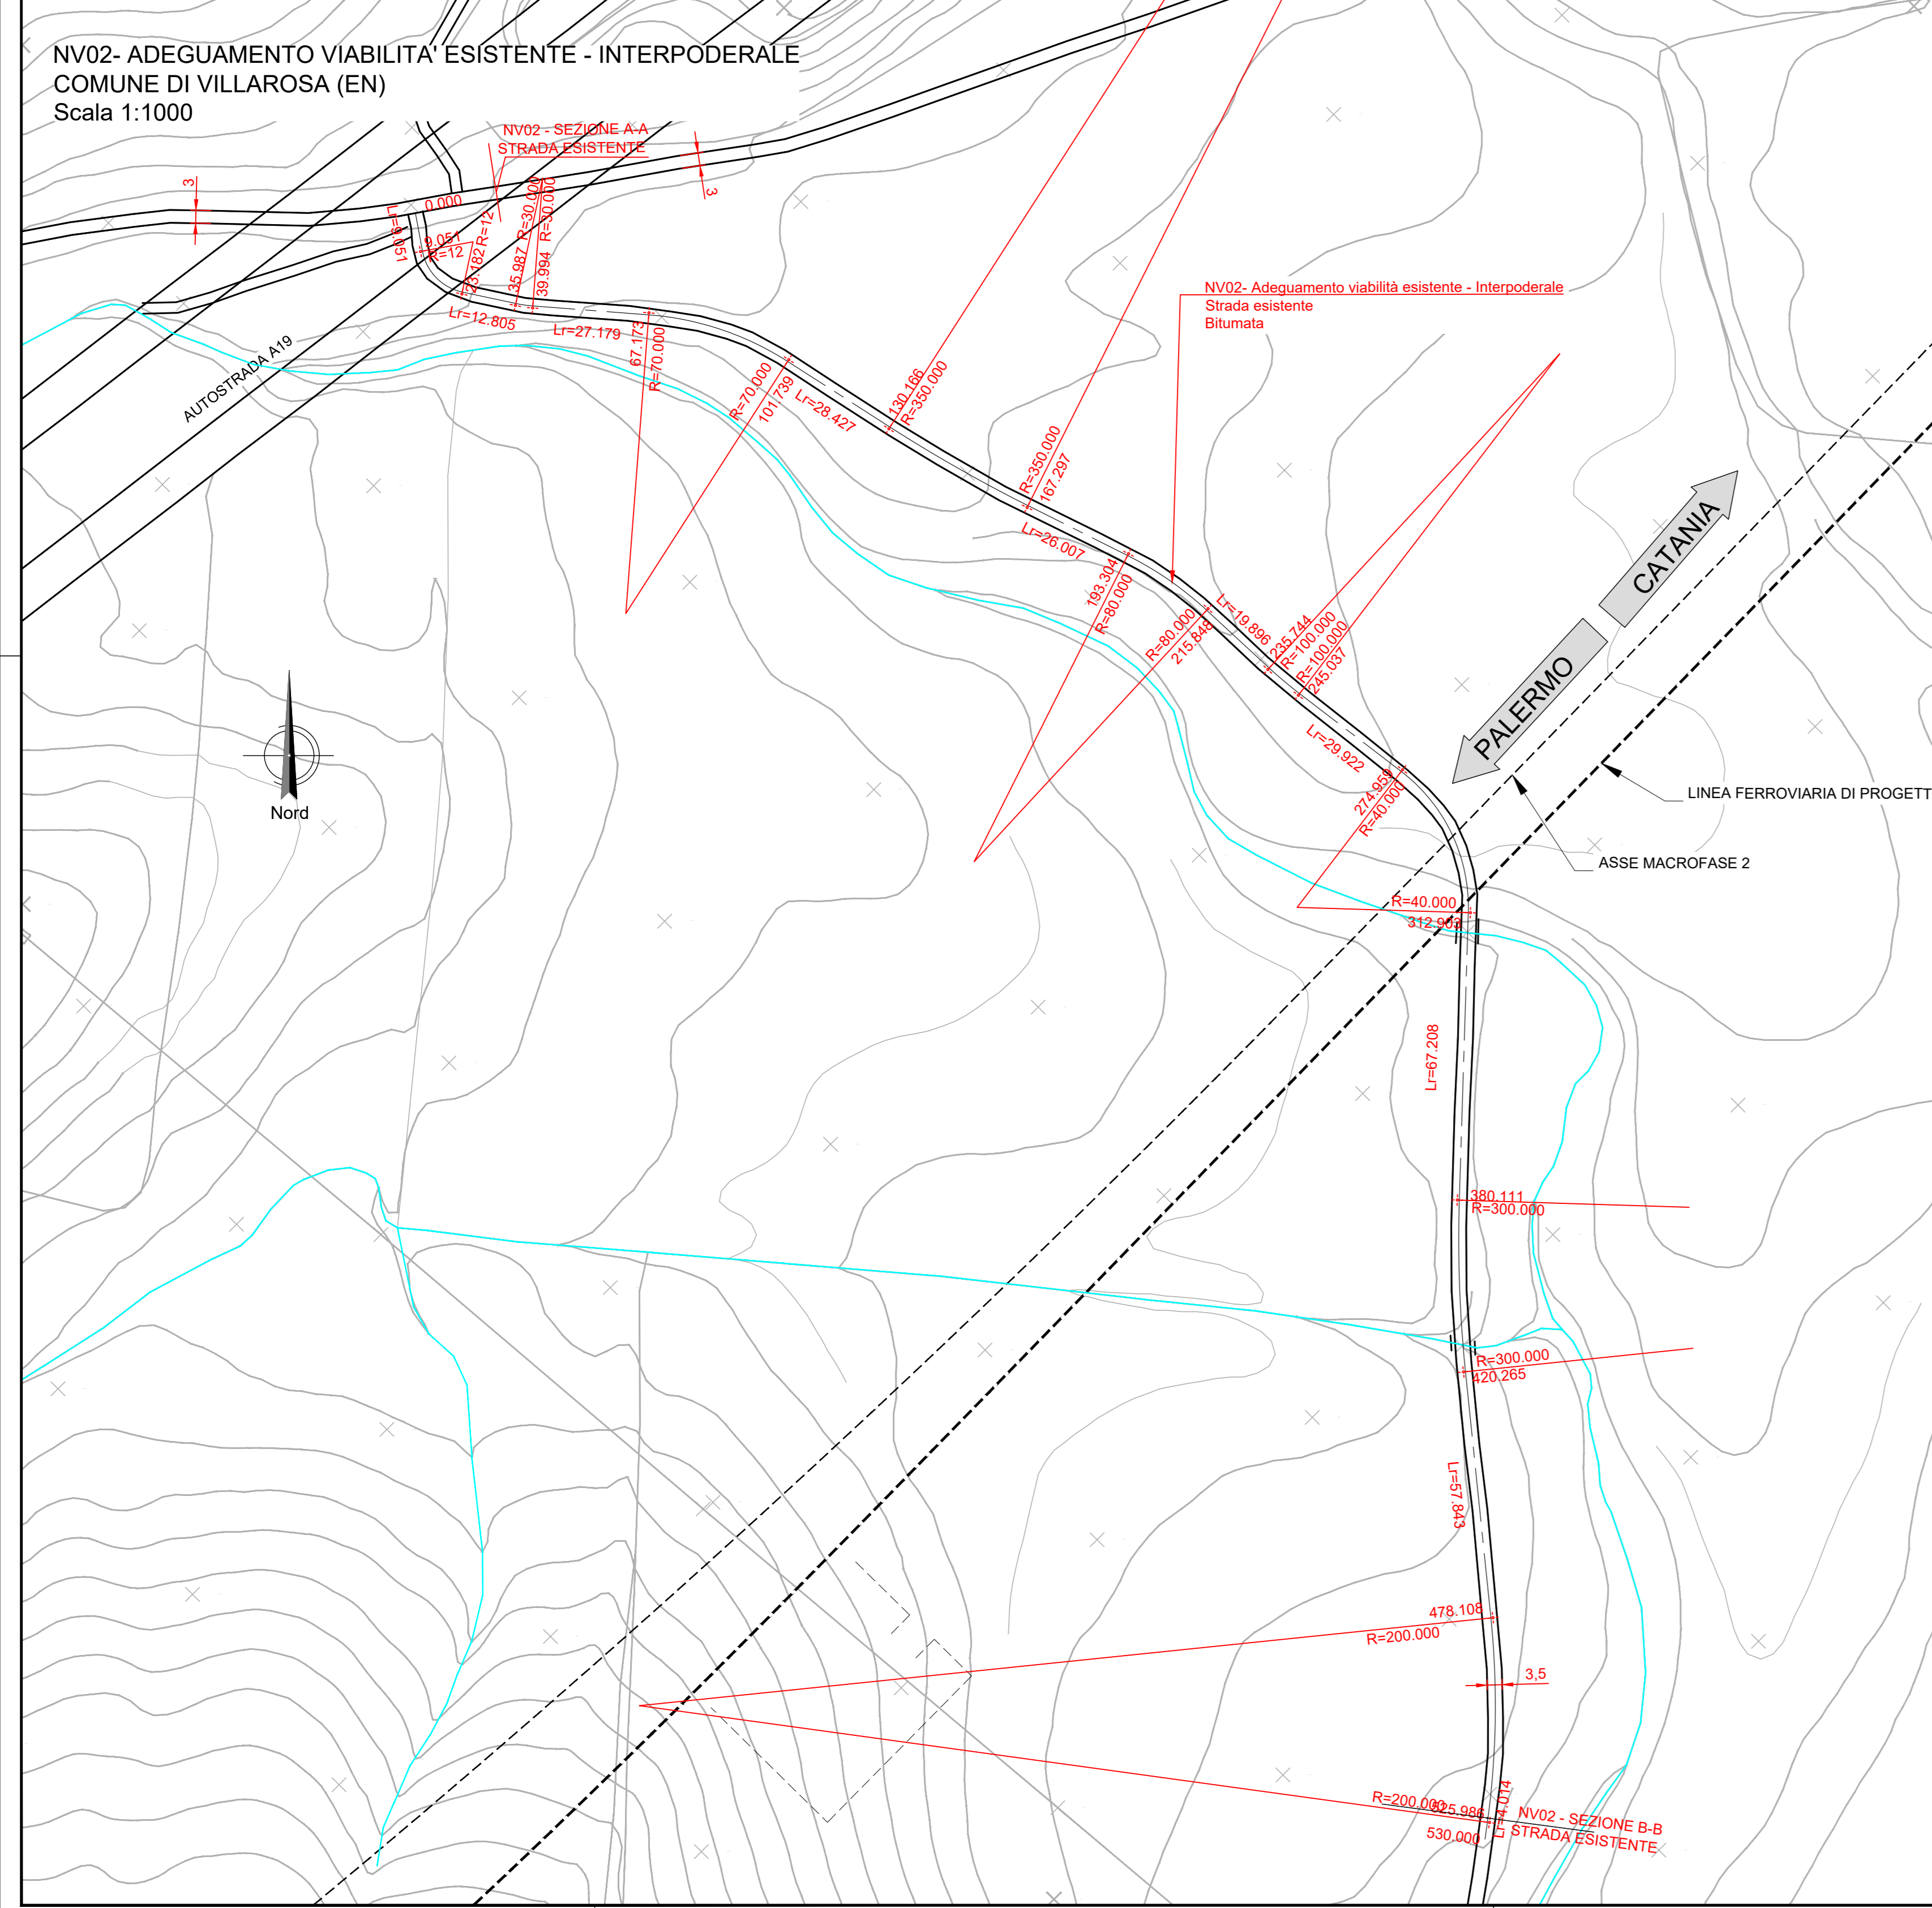 NV02- ADEGUAMENTO VIABILITA' ESISTENTE - INTERPODERALE
COMUNE DI VILLAROSA (EN)
Scala 1:1000
NV02 - SEZIONE A-A
STRADA ESISTENTE
3
3
0.000
Lr=9.051
9.051
R=12
23.182
R=12
35.987
R=30.000
39.994
R=30.000
Lr=12.805
Lr=27.179
67.173
R=70.000
R=70.000
101.739
Lr=28.427
130.166
R=350.000
R=350.000
167.297
Lr=26.007
NV02- Adeguamento viabilità esistente - Interpoderale
Strada esistente
Bitumata
AUTOSTRADA A19
193.304
R=80.000
R=80.000
215.848
Lr=19.896
235.744
R=100.000
R=100.000
245.037
Lr=29.922
274.959
R=40.000
CATANIA
PALERMO
LINEA FERROVIARIA DI PROGETT
ASSE MACROFASE 2
Nord
R=40.000
312.903
Lr=67.208
380.111
R=300.000
R=300.000
420.265
Lr=57.843
478.108
R=200.000
3,5
R=200.000
525.986
Lr=4.014
530.000
NV02 - SEZIONE B-B
STRADA ESISTENTE